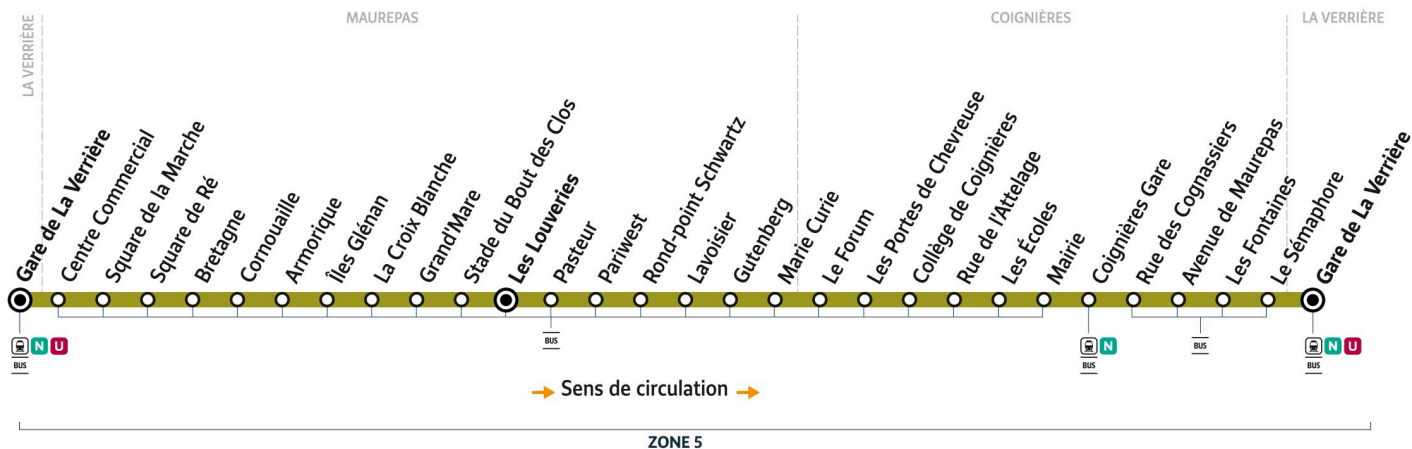 LA VERRIÈRE
MAUREPAS
COIGNIÈRES
LA VERRIÈRE
Gare de La Verrière
Centre Commercial
Square de la Marche
Square de Ré
Bretagne
Cornouaille
Armorique
Îles Glénan
La Croix Blanche
Grand'Mare
Stade du Bout des Clos
Les Louveries
Pasteur
Pariwest
Rond-point Schwartz
Lavoisier
Gutenberg
Marie Curie
Le Forum
Les Portes de Chevreuse
Collège de Coignières
Rue de l'Attelage
Les Écoles
Mairie
Coignières Gare
Rue des Cognassiers
Avenue de Maurepas
Les Fontaines
Le Sémaphore
Gare de La Verrière
N U
BUS
BUS
N
BUS
BUS
N U
BUS
Sens de circulation
ZONE 5